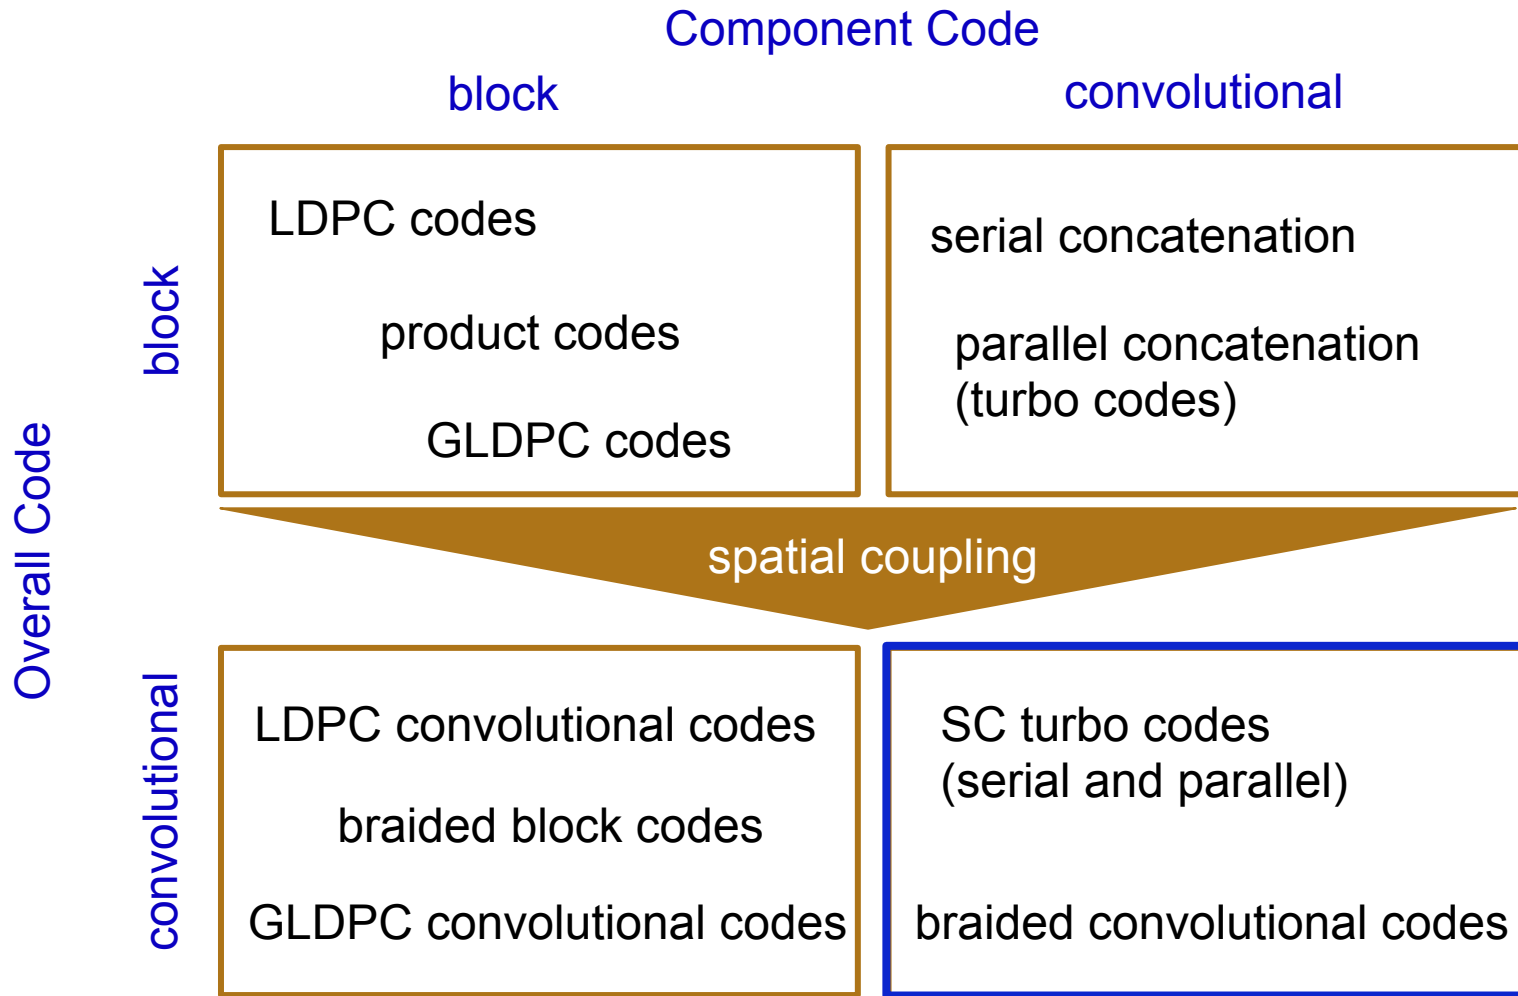 Component Code
block
convolutional
Overall Code
block
LDPC codes
product codes
GLDPC codes
serial concatenation
parallel concatenation
(turbo codes)
spatial coupling
convolutional
LDPC convolutional codes
braided block codes
GLDPC convolutional codes
SC turbo codes
(serial and parallel)
braided convolutional codes